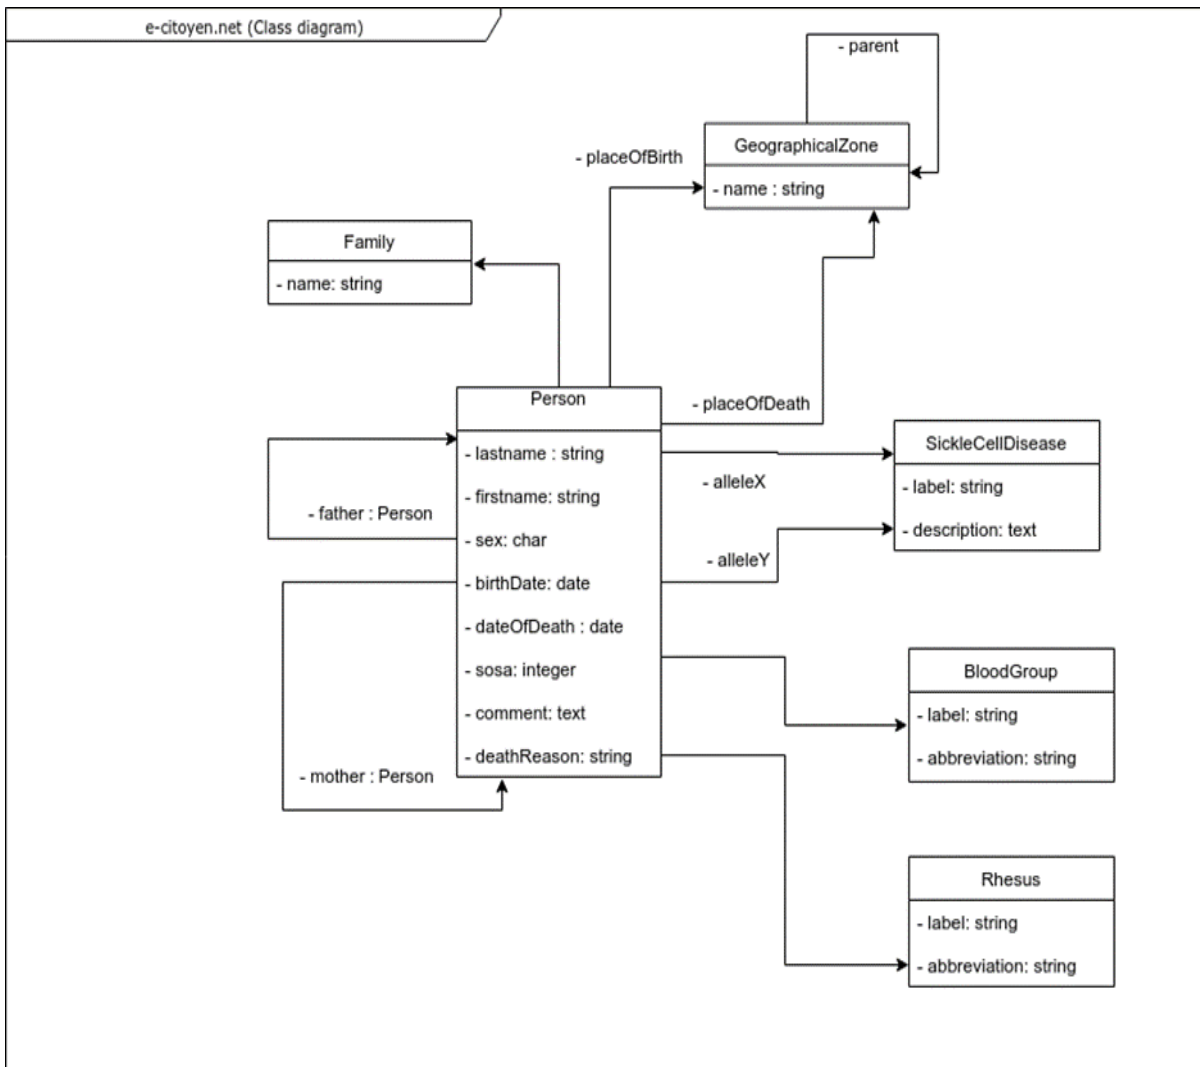 e-citoyen.net (Class diagram)
- parent
GeographicalZone
- name : string
- placeOfBirth
Family
- name: string
- placeOfDeath
Person
- lastname : string
- firstname: string
- sex: char
- birthDate: date
- dateOfDeath : date
- sosa: integer
- comment: text
- deathReason: string
- father : Person
- mother : Person
- alleleX
- alleleY
SickleCellDisease
- label: string
- description: text
BloodGroup
- label: string
- abbreviation: string
Rhesus
- label: string
- abbreviation: string